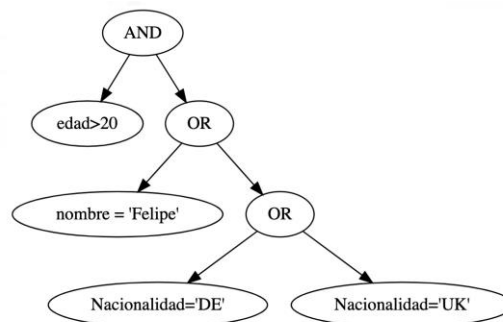 AND
edad>20
OR
nombre = 'Felipe'
OR
Nacionalidad='DE'
Nacionalidad='UK'